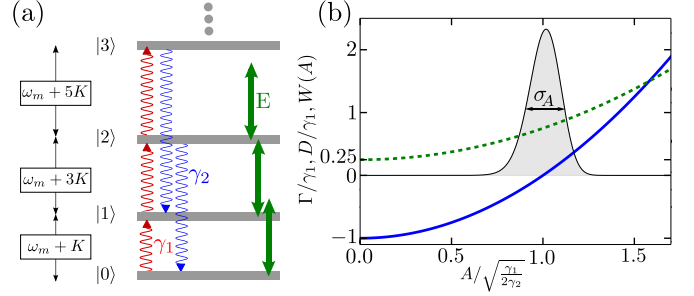 (a)
|3⟩
ω_m + 5K
E
|2⟩
ω_m + 3K
γ_2
|1⟩
ω_m + K
γ_1
|0⟩
(b)
Γ/γ_1, D/γ_1, W(A)
2
1
0.25
0
−1
σ_A
0.0 0.5 1.0 1.5
A/√(γ_1/2γ_2)